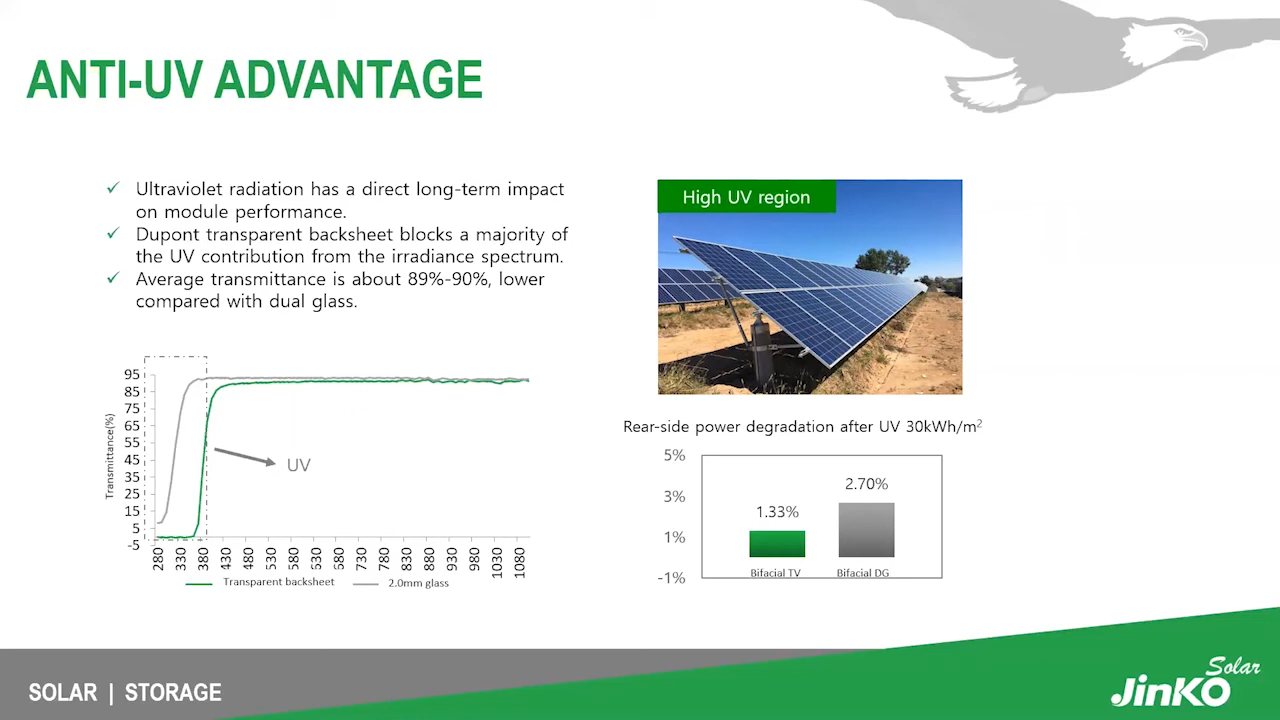 ANTI-UV ADVANTAGE
Ultraviolet radiation has a direct long-term impact
on module performance.
Dupont transparent backsheet blocks a majority of
the UV contribution from the irradiance spectrum.
Average transmittance is about 89%-90%, lower
compared with dual glass.
High UV region
Transmittance(%)
95
85
75
65
55
45
35
25
15
5
-5
280 330 380 430 480 530 580 530 680 730 780 830 880 930 980 1030 1080
UV
Transparent backsheet 2.0mm glass
Rear-side power degradation after UV 30kWh/m²
5%
3%
1%
-1%
1.33%
2.70%
Bifacial TV Bifacial DG
SOLAR | STORAGE
Solar
JinKO